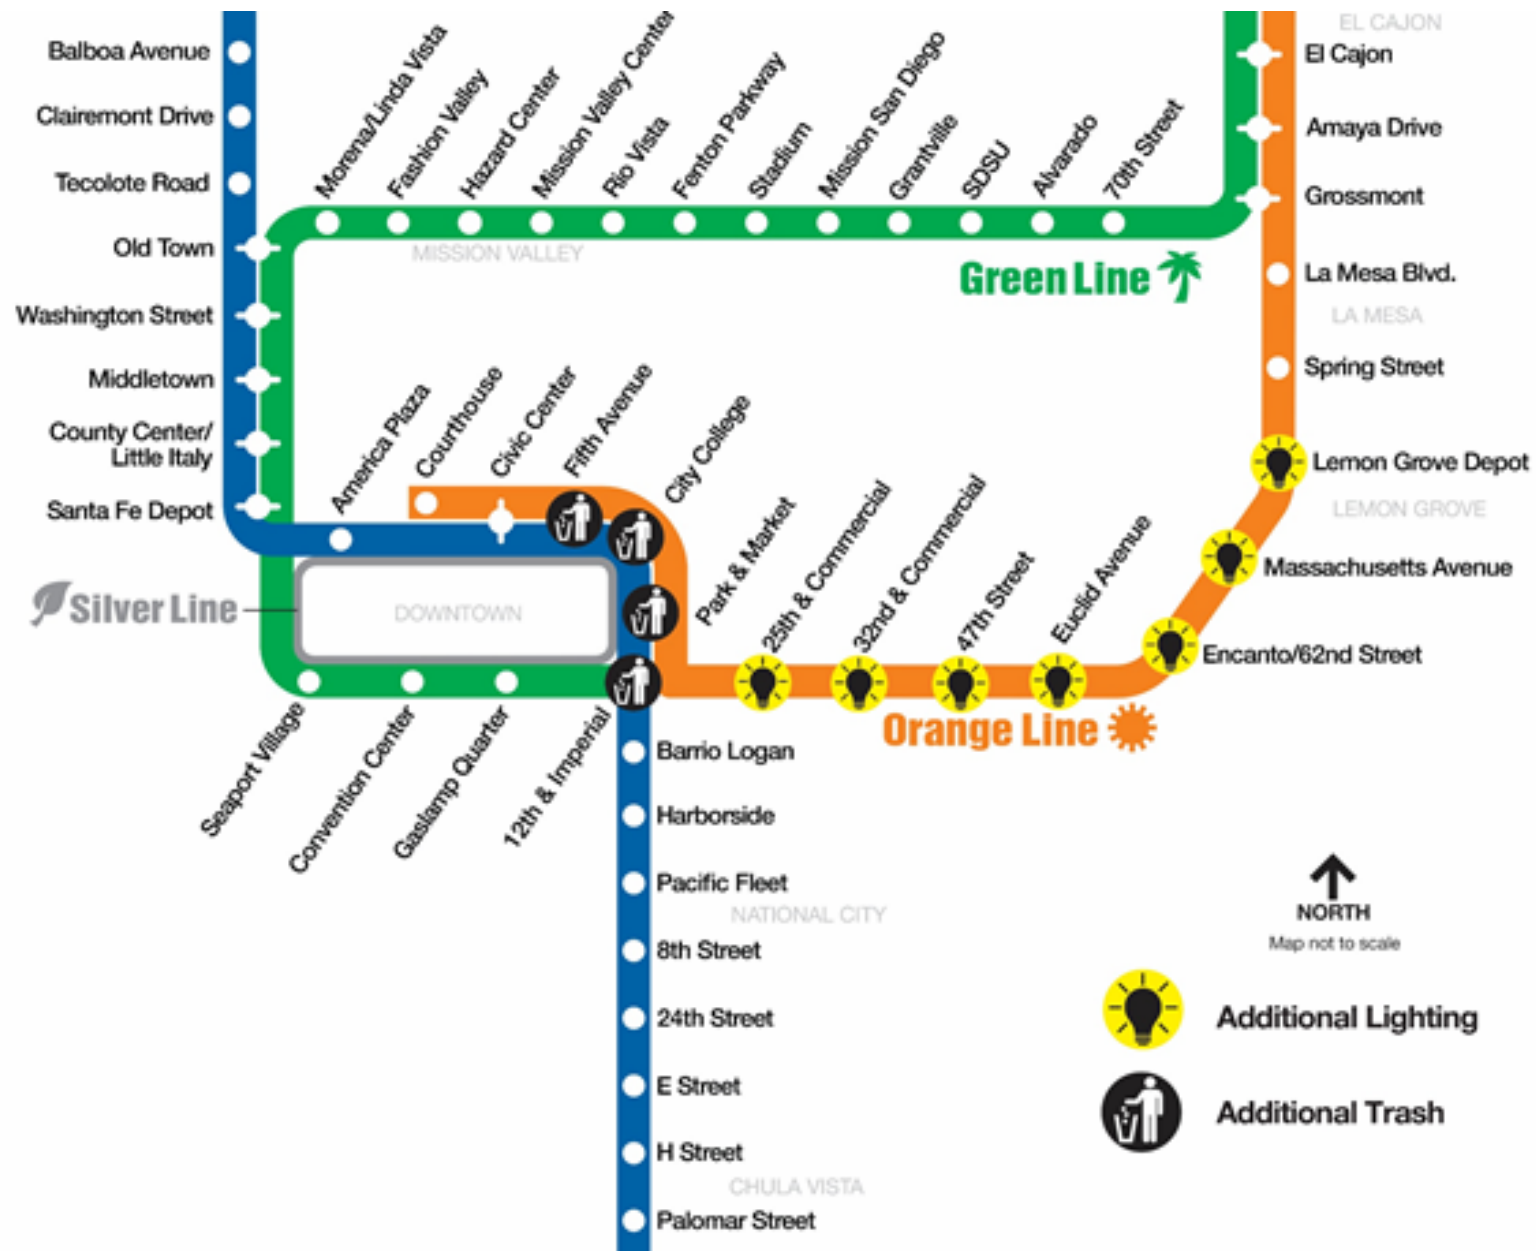 EL CAJON
Balboa Avenue
Clairemont Drive
Tecolote Road
Old Town
Washington Street
Middletown
County Center/
Little Italy
Santa Fe Depot
Morena/Linda Vista
Fashion Valley
Hazard Center
Mission Valley Center
Rio Vista
Fenton Parkway
Stadium
Mission San Diego
Grantville
SDSU
Alvarado
70th Street
MISSION VALLEY
Green Line
El Cajon
Amaya Drive
Grossmont
La Mesa Blvd.
LA MESA
Spring Street
Lemon Grove Depot
LEMON GROVE
Massachusetts Avenue
Encanto/62nd Street
America Plaza
Courthouse
Civic Center
Fifth Avenue
City College
Park & Market
25th & Commercial
32nd & Commercial
47th Street
Euclid Avenue
Silver Line
DOWNTOWN
Orange Line
Seaport Village
Convention Center
Gaslamp Quarter
12th & Imperial
Barrio Logan
Harborside
Pacific Fleet
NATIONAL CITY
8th Street
24th Street
E Street
H Street
CHULA VISTA
Palomar Street
NORTH
Map not to scale
Additional Lighting
Additional Trash